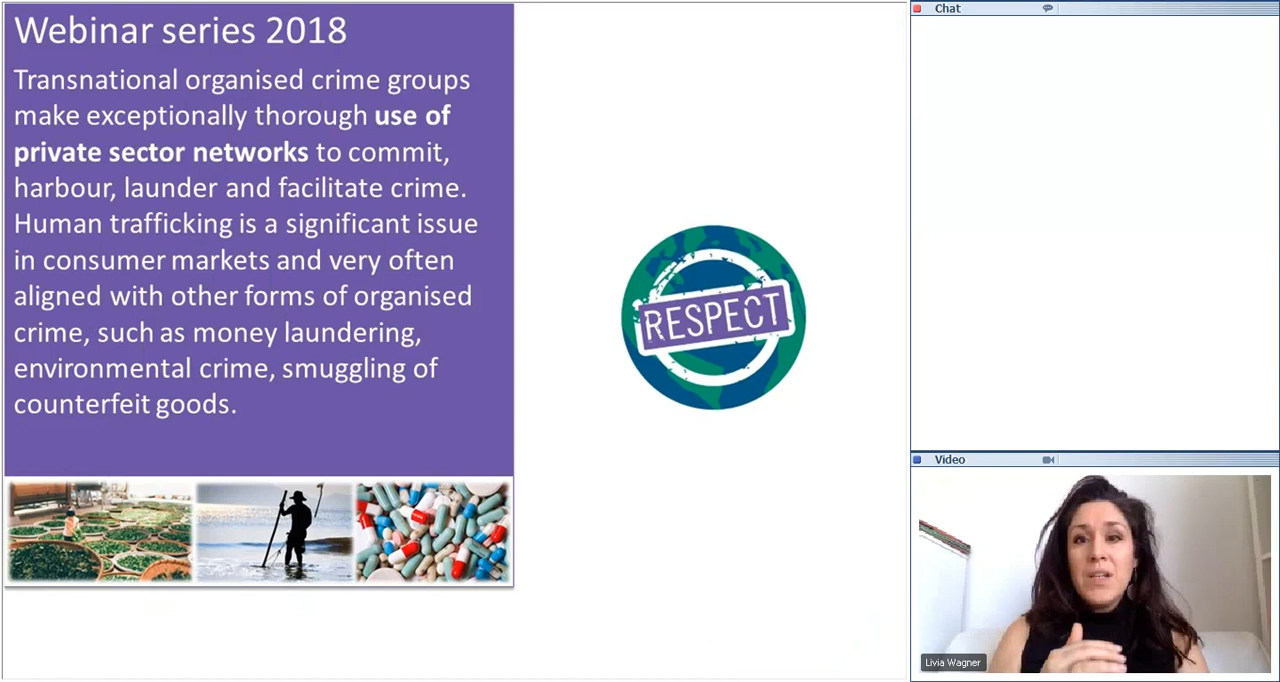 Webinar series 2018
Transnational organised crime groups
make exceptionally thorough use of
private sector networks to commit,
harbour, launder and facilitate crime.
Human trafficking is a significant issue
in consumer markets and very often
aligned with other forms of organised
crime, such as money laundering,
environmental crime, smuggling of
counterfeit goods.
RESPECT
Chat
Video
Livia Wagner